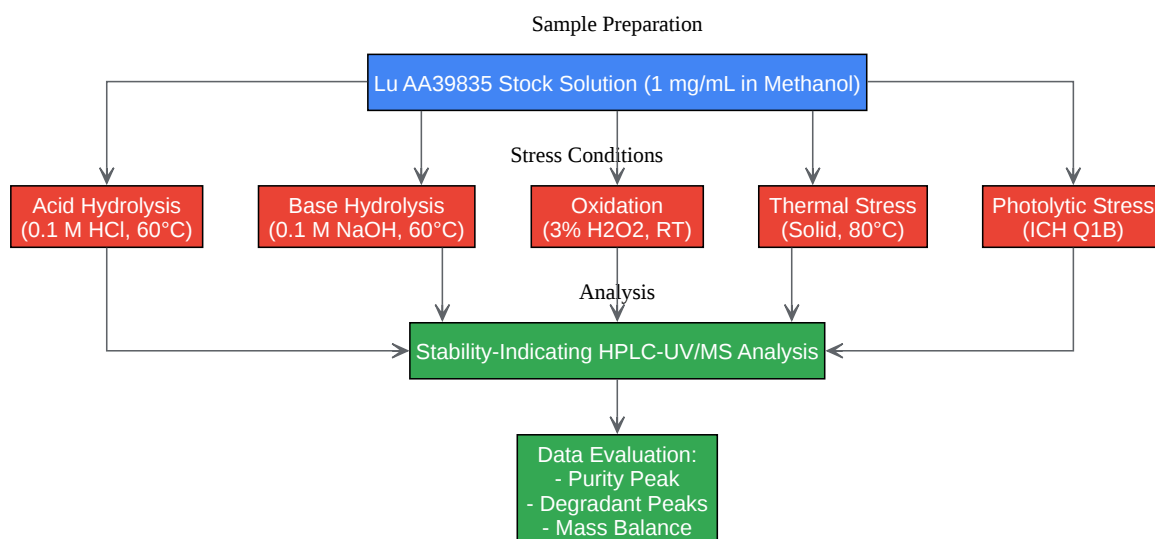 Sample Preparation
Lu AA39835 Stock Solution (1 mg/mL in Methanol)
Stress Conditions
Acid Hydrolysis
(0.1 M HCl, 60°C)
Base Hydrolysis
(0.1 M NaOH, 60°C)
Oxidation
(3% H2O2, RT)
Thermal Stress
(Solid, 80°C)
Photolytic Stress
(ICH Q1B)
Analysis
Stability-Indicating HPLC-UV/MS Analysis
Data Evaluation:
- Purity Peak
- Degradant Peaks
- Mass Balance